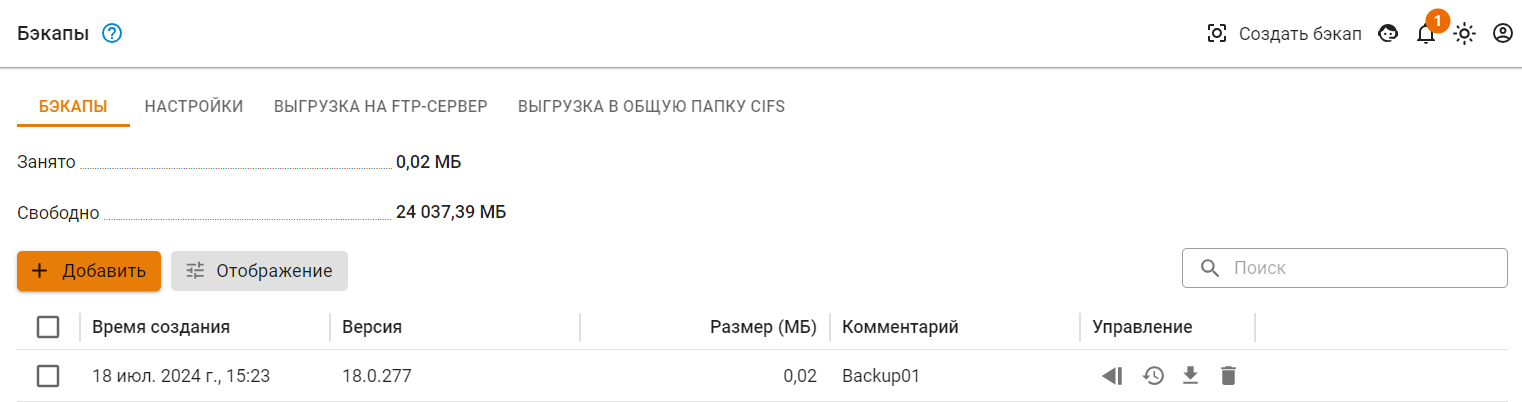 Бэкапы ? Создать бэкап 1
БЭКАПЫ НАСТРОЙКИ ВЫГРУЗКА НА FTP-СЕРВЕР ВЫГРУЗКА В ОБЩУЮ ПАПКУ CIFS
Занято 0,02 МБ
Свободно 24 037,39 МБ
+ Добавить Отображение Поиск
Время создания Версия Размер (МБ) Комментарий Управление
18 июл. 2024 г., 15:23 18.0.277 0,02 Backup01